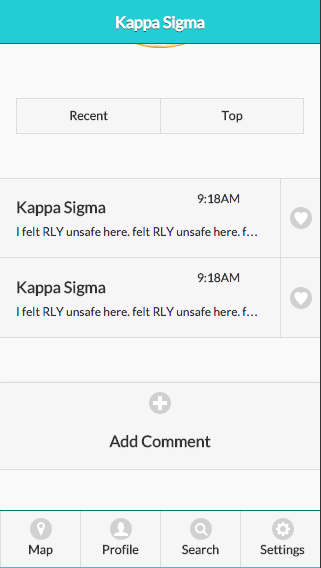 Kappa Sigma
Recent
Top
Kappa Sigma
9:18AM
I felt RLY unsafe here. felt RLY unsafe here. f...
Kappa Sigma
9:18AM
I felt RLY unsafe here. felt RLY unsafe here. f...
Add Comment
Map
Profile
Search
Settings